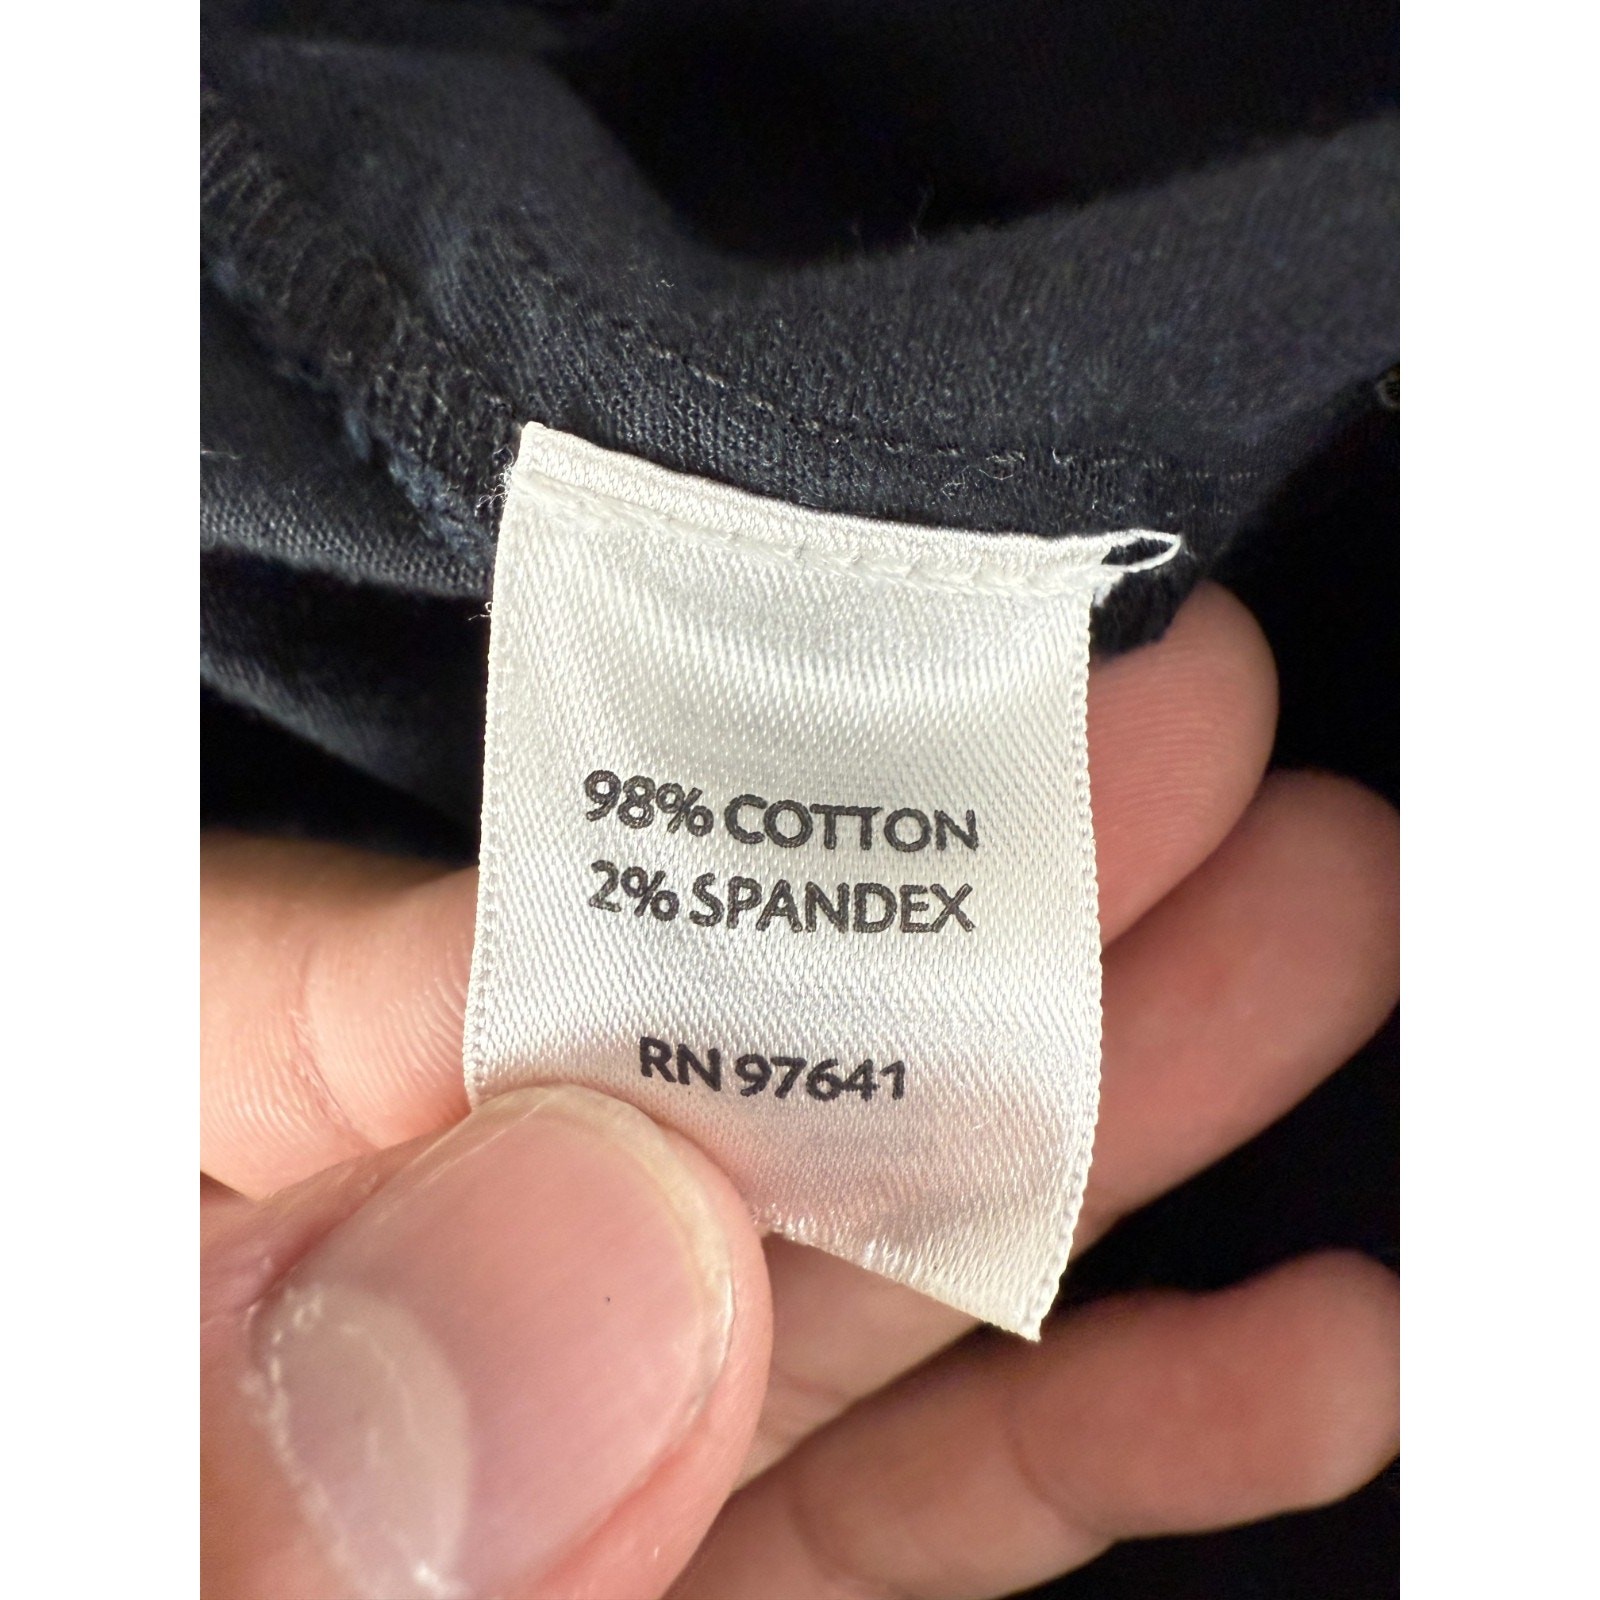 98% COTTON
2% SPANDEX
RN 97641